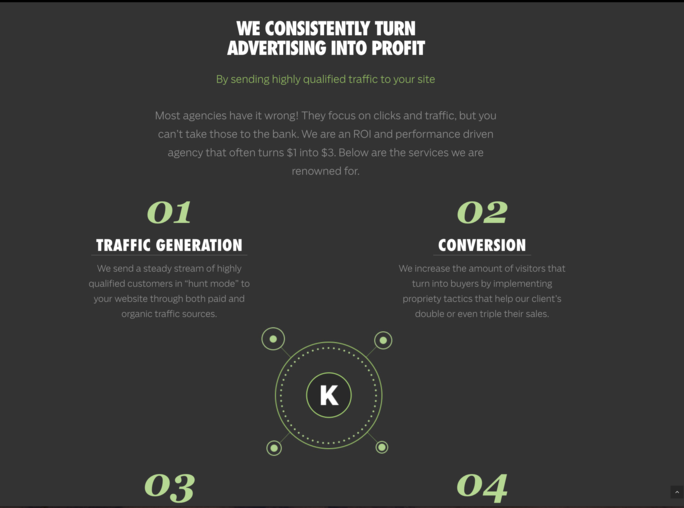 WE CONSISTENTLY TURN
ADVERTISING INTO PROFIT
By sending highly qualified traffic to your site
Most agencies have it wrong! They focus on clicks and traffic, but you
can't take those to the bank. We are an ROI and performance driven
agency that often turns $1 into $3. Below are the services we are
renowned for.
01
TRAFFIC GENERATION
We send a steady stream of highly
qualified customers in "hunt mode" to
your website through both paid and
organic traffic sources.
02
CONVERSION
We increase the amount of visitors that
turn into buyers by implementing
propriety tactics that help our client's
double or even triple their sales.
K
03
04